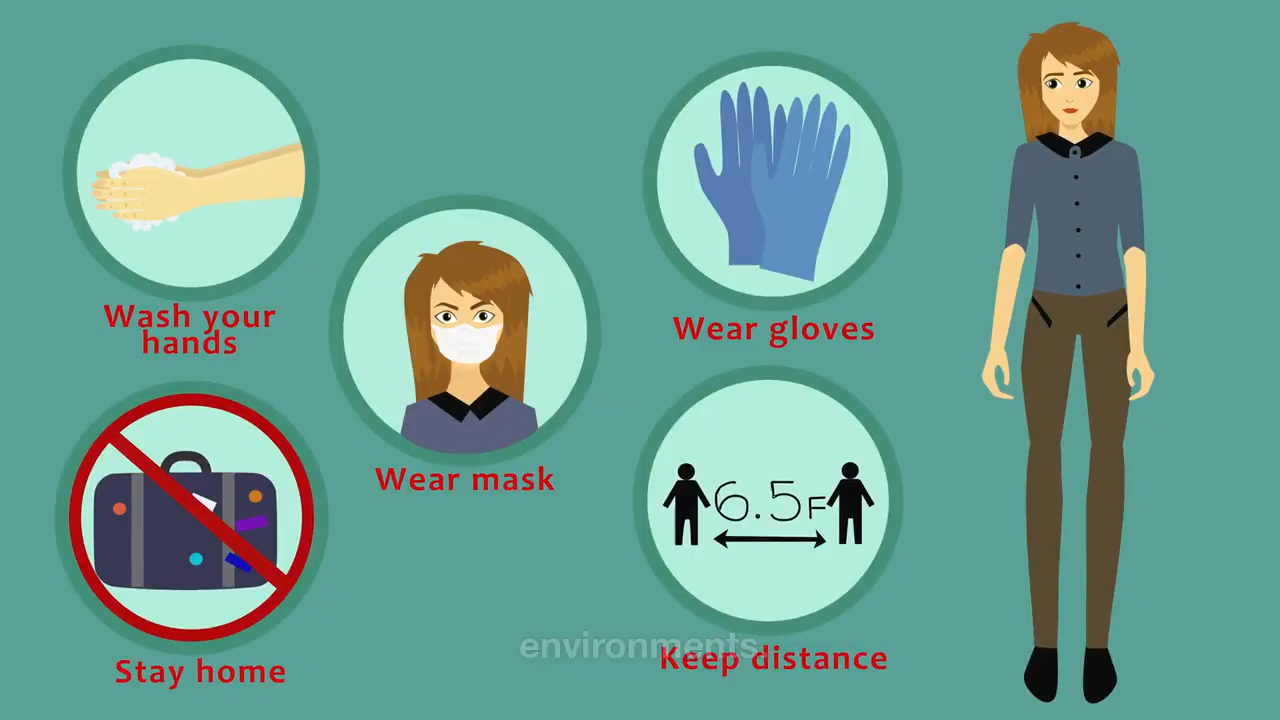 Wash your
hands
Wear mask
Wear gloves
6.5F
Stay home
Keep distance
environments.